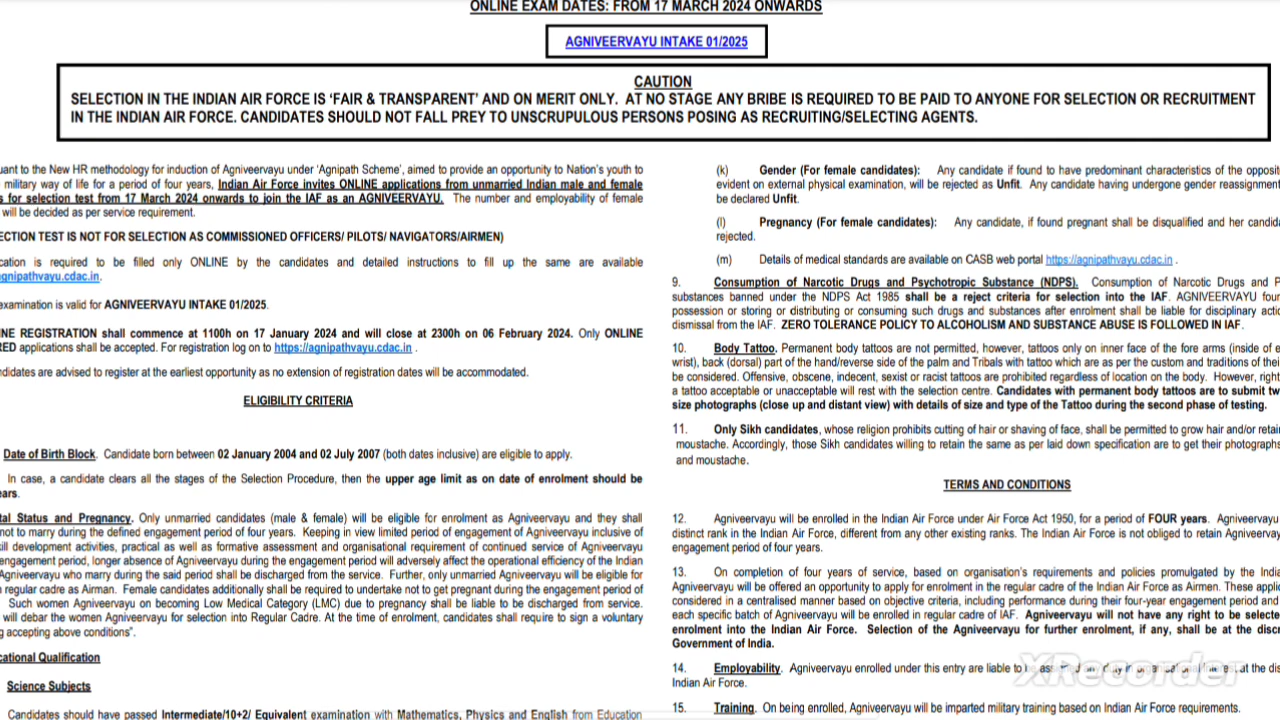 ONLINE EXAM DATES: FROM 17 MARCH 2024 ONWARDS
AGNIVEERVAYU INTAKE 01/2025
CAUTION
SELECTION IN THE INDIAN AIR FORCE IS ‘FAIR & TRANSPARENT’ AND ON MERIT ONLY. AT NO STAGE ANY BRIBE IS REQUIRED TO BE PAID TO ANYONE FOR SELECTION OR RECRUITMENT
IN THE INDIAN AIR FORCE. CANDIDATES SHOULD NOT FALL PREY TO UNSCRUPULOUS PERSONS POSING AS RECRUITING/SELECTING AGENTS.
uant to the New HR methodology for induction of Agniveervayu under ‘Agnipath Scheme’, aimed to provide an opportunity to Nation’s youth to
military way of life for a period of four years, Indian Air Force invites ONLINE applications from unmarried Indian male and female
s for selection test from 17 March 2024 onwards to join the IAF as an AGNIVEERVAYU. The number and employability of female
will be decided as per service requirement.
ECTION TEST IS NOT FOR SELECTION AS COMMISSIONED OFFICERS/ PILOTS/ NAVIGATORS/AIRMEN)
cation is required to be filled only ONLINE by the candidates and detailed instructions to fill up the same are available
agnipathvayu.cdac.in.
examination is valid for AGNIVEERVAYU INTAKE 01/2025.
NE REGISTRATION shall commence at 1100h on 17 January 2024 and will close at 2300h on 06 February 2024. Only ONLINE
RED applications shall be accepted. For registration log on to https://agnipathvayu.cdac.in .
ndidates are advised to register at the earliest opportunity as no extension of registration dates will be accommodated.
ELIGIBILITY CRITERIA
Date of Birth Block. Candidate born between 02 January 2004 and 02 July 2007 (both dates inclusive) are eligible to apply.
In case, a candidate clears all the stages of the Selection Procedure, then the upper age limit as on date of enrolment should be
ears.
tal Status and Pregnancy. Only unmarried candidates (male & female) will be eligible for enrolment as Agniveervayu and they shall
not to marry during the defined engagement period of four years. Keeping in view limited period of engagement of Agniveervayu inclusive of
ill development activities, practical as well as formative assessment and organisational requirement of continued service of Agniveervayu
engagement period, longer absence of Agniveervayu during the engagement period will adversely affect the operational efficiency of the Indian
Agniveervayu who marry during the said period shall be discharged from the service. Further, only unmarried Agniveervayu will be eligible for
n regular cadre as Airman. Female candidates additionally shall be required to undertake not to get pregnant during the engagement period of
Such women Agniveervayu on becoming Low Medical Category (LMC) due to pregnancy shall be liable to be discharged from service.
will debar the women Agniveervayu for selection into Regular Cadre. At the time of enrolment, candidates shall require to sign a voluntary
g accepting above conditions”.
cational Qualification
Science Subjects
Candidates should have passed Intermediate/10+2/ Equivalent examination with Mathematics, Physics and English from Education
(k) Gender (For female candidates): Any candidate if found to have predominant characteristics of the opposit
evident on external physical examination, will be rejected as Unfit. Any candidate having undergone gender reassignment
be declared Unfit.
(l) Pregnancy (For female candidates): Any candidate, if found pregnant shall be disqualified and her candida
rejected.
(m) Details of medical standards are available on CASB web portal https://agnipathvayu.cdac.in .
9. Consumption of Narcotic Drugs and Psychotropic Substance (NDPS). Consumption of Narcotic Drugs and P
substances banned under the NDPS Act 1985 shall be a reject criteria for selection into the IAF. AGNIVEERVAYU foun
possession or storing or distributing or consuming such drugs and substances after enrolment shall be liable for disciplinary actio
dismissal from the IAF. ZERO TOLERANCE POLICY TO ALCOHOLISM AND SUBSTANCE ABUSE IS FOLLOWED IN IAF.
10. Body Tattoo. Permanent body tattoos are not permitted, however, tattoos only on inner face of the fore arms (inside of e
wrist), back (dorsal) part of the hand/reverse side of the palm and Tribals with tattoo which are as per the custom and traditions of their
be considered. Offensive, obscene, indecent, sexist or racist tattoos are prohibited regardless of location on the body. However, right
a tattoo acceptable or unacceptable will rest with the selection centre. Candidates with permanent body tattoos are to submit tw
size photographs (close up and distant view) with details of size and type of the Tattoo during the second phase of testing.
11. Only Sikh candidates, whose religion prohibits cutting of hair or shaving of face, shall be permitted to grow hair and/or retain
moustache. Accordingly, those Sikh candidates willing to retain the same as per laid down specification are to get their photographs
and moustache.
TERMS AND CONDITIONS
12. Agniveervayu will be enrolled in the Indian Air Force under Air Force Act 1950, for a period of FOUR years. Agniveervayu
distinct rank in the Indian Air Force, different from any other existing ranks. The Indian Air Force is not obliged to retain Agniveervay
engagement period of four years.
13. On completion of four years of service, based on organisation’s requirements and policies promulgated by the India
Agniveervayu will be offered an opportunity to apply for enrolment in the regular cadre of the Indian Air Force as Airmen. These applic
considered in a centralised manner based on objective criteria, including performance during their four-year engagement period and
each specific batch of Agniveervayu will be enrolled in regular cadre of IAF. Agniveervayu will not have any right to be selecte
enrolment into the Indian Air Force. Selection of the Agniveervayu for further enrolment, if any, shall be at the discr
Government of India.
14. Employability. Agniveervayu enrolled under this entry are liable to be at the dis
Indian Air Force.
15. Training. On being enrolled, Agniveervayu will be imparted military training based on Indian Air Force requirements.
XRecorder